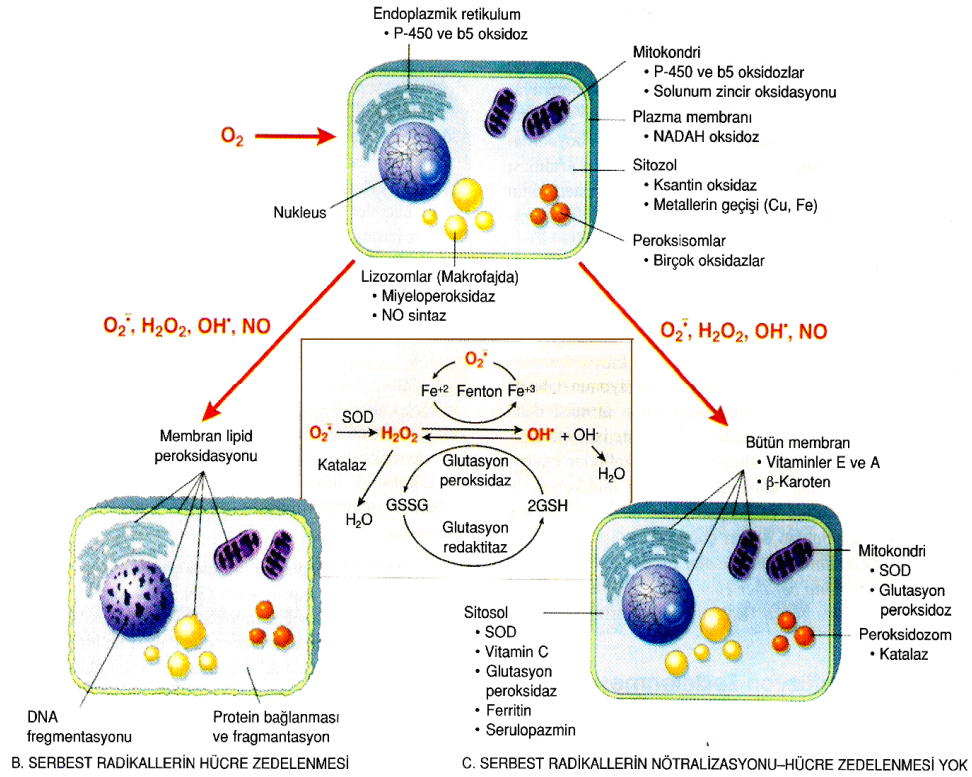 Endoplazmik retikulum
• P-450 ve b5 oksidoz
Mitokondri
• P-450 ve b5 oksidozlar
• Solunum zincir oksidasyonu
Plazma membranı
• NADAH oksidoz
O2
Sitozol
• Ksantin oksidaz
• Metallerin geçişi (Cu, Fe)
Nukleus
Peroksisomlar
• Birçok oksidazlar
Lizozomlar (Makrofajda)
• Miyeloperoksidaz
• NO sintaz
O2•̄, H2O2, OH•, NO
O2•̄, H2O2, OH•, NO
O2•̄
Fe+2 Fenton Fe+3
SOD
O2•̄ H2O2 OH• + OH
Katalaz
Glutasyon
peroksidaz
H2O
H2O
GSSG 2GSH
Glutasyon
redaktitaz
Membran lipid
peroksidasyonu
Bütün membran
• Vitaminler E ve A
• β-Karoten
Mitokondri
• SOD
• Glutasyon
peroksidoz
Peroksidozom
• Katalaz
Sitosol
• SOD
• Vitamin C
• Glutasyon
peroksidaz
• Ferritin
• Serulopazmin
DNA
fregmentasyonu
Protein bağlanması
ve fragmantasyon
B. SERBEST RADİKALLERİN HÜCRE ZEDELENMESİ
C. SERBEST RADİKALLERİN NÖTRALİZASYONU–HÜCRE ZEDELENMESİ YOK